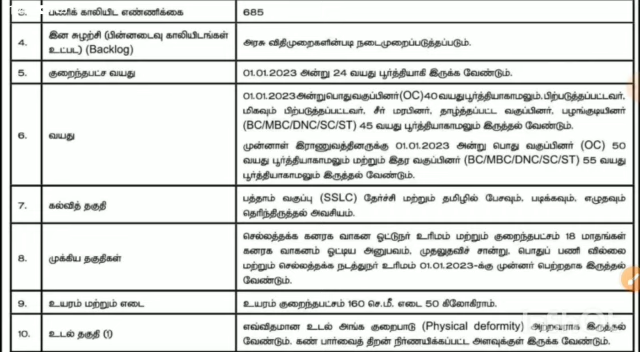 3. பணிக் காலியிட எண்ணிக்கை 685
4. இன சுழற்சி (பின்னடைவு காலியிடங்கள் உட்பட) (Backlog) அரசு விதிமுறைகளின்படி நடைமுறைப்படுத்தப்படும்.
5. குறைந்தபட்ச வயது 01.01.2023 அன்று 24 வயது பூர்த்தியாகி இருக்க வேண்டும்.
6. வயது
01.01.2023 அன்று பொது வகுப்பினர் (OC) 40 வயது பூர்த்தியாகாமலும். பிற்படுத்தப்பட்டவர்,
மிகவும் பிற்படுத்தப்பட்டவர், சீர் மரபினர், தாழ்த்தப்பட்ட வகுப்பினர், பழங்குடியினர்
(BC/MBC/DNC/SC/ST) 45 வயது பூர்த்தியாகாமலும் இருத்தல் வேண்டும்.
முன்னாள் இராணுவத்தினருக்கு 01.01.2023 அன்று பொது வகுப்பினர் (OC) 50
வயது பூர்த்தியாகாமலும் மற்றும் இதர வகுப்பினர் (BC/MBC/DNC/SC/ST) 55 வயது
பூர்த்தியாகாமலும் இருத்தல் வேண்டும்.
7. கல்வித் தகுதி
பத்தாம் வகுப்பு (SSLC) தேர்ச்சி மற்றும் தமிழில் பேசவும், படிக்கவும், எழுதவும்
தெரிந்திருத்தல் அவசியம்.
8. முக்கிய தகுதிகள்
செல்லத்தக்க கனரக வாகன ஓட்டுநர் உரிமம் மற்றும் குறைந்தபட்சம் 18 மாதங்கள்
கனரக வாகனம் ஓட்டிய அனுபவம், முதலுதவிச் சான்று, பொதுப் பணி வில்லை
மற்றும் செல்லத்தக்க நடத்துநர் உரிமம் 01.01.2023-க்கு முன்னர் பெற்றதாக இருத்தல்
வேண்டும்.
9. உயரம் மற்றும் எடை உயரம் குறைந்தபட்சம் 160 செ.மீ. எடை 50 கிலோகிராம்.
10. உடல் தகுதி (1)
எவ்விதமான உடல் அங்க குறைபாடு (Physical deformity) அற்றவராக இருத்தல்
வேண்டும். கண் பார்வைத் திறன் நிர்ணயிக்கப்பட்ட அளவுக்குள் இருக்க வேண்டும்.